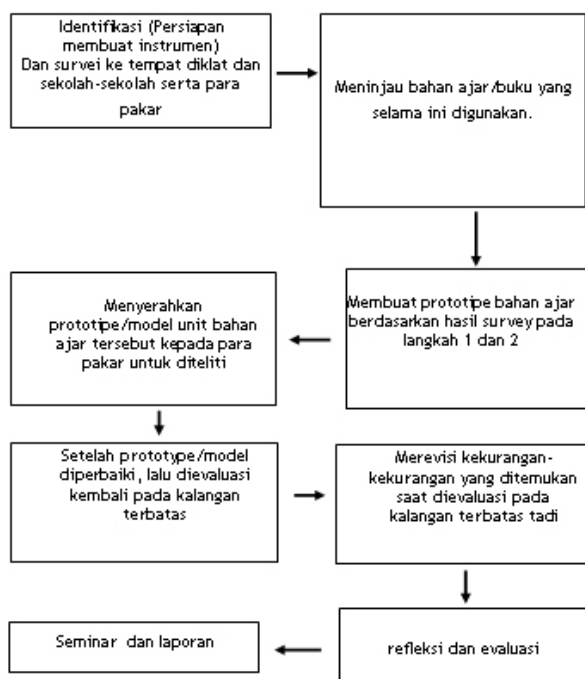 Identifikasi (Persiapan
membuat instrumen)
Dan survei ke tempat diklat dan
sekolah-sekolah serta para
pakar
Meninjau bahan ajar/buku yang
selama ini digunakan.
Membuat prototipe bahan ajar
berdasarkan hasil survey pada
langkah 1 dan 2
Menyerahkan
prototipe/model unit bahan
ajar tersebut kepada para
pakar untuk diteliti
Setelah prototype/model
diperbaiki, lalu dievaluasi
kembali pada kalangan
terbatas
Merevisi kekurangan-
kekurangan yang ditemukan
saat dievaluasi pada
kalangan terbatas tadi
refleksi dan evaluasi
Seminar dan laporan